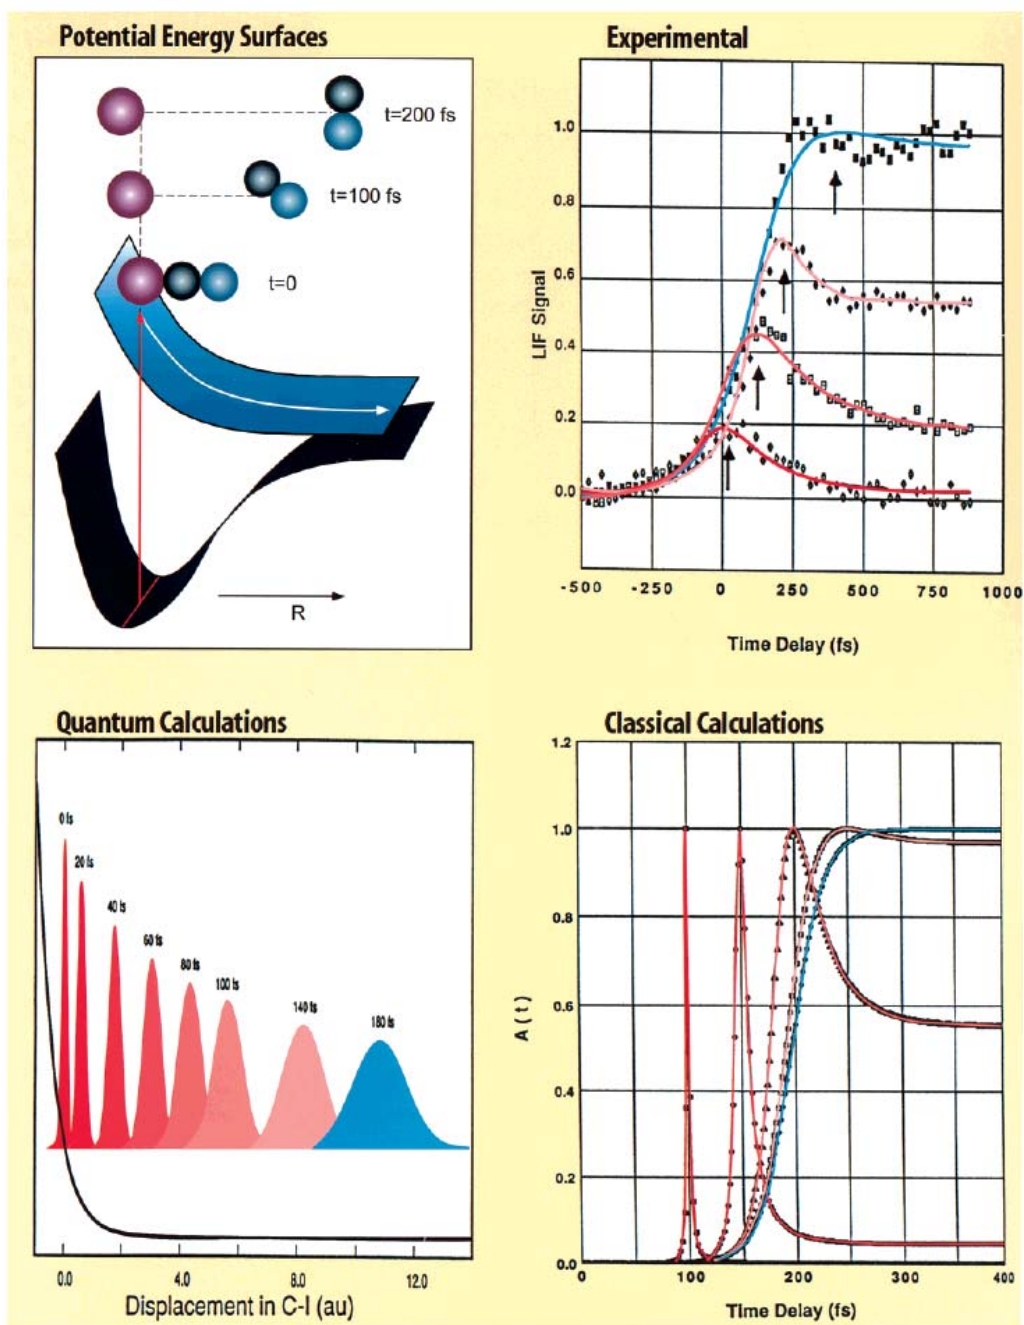 Potential Energy Surfaces
t=200 fs
t=100 fs
t=0
R
Experimental
1.0
0.8
0.6
0.4
0.2
0.0
LIF Signal
-500 -250 0 250 500 750 1000
Time Delay (fs)
Quantum Calculations
0 fs
20 fs
40 fs
60 fs
80 fs
100 fs
140 fs
180 fs
0.0 4.0 8.0 12.0
Displacement in C-I (au)
Classical Calculations
1.2
1.0
0.8
0.6
0.4
0.2
0.0
A (t)
0 100 200 300 400
Time Delay (fs)